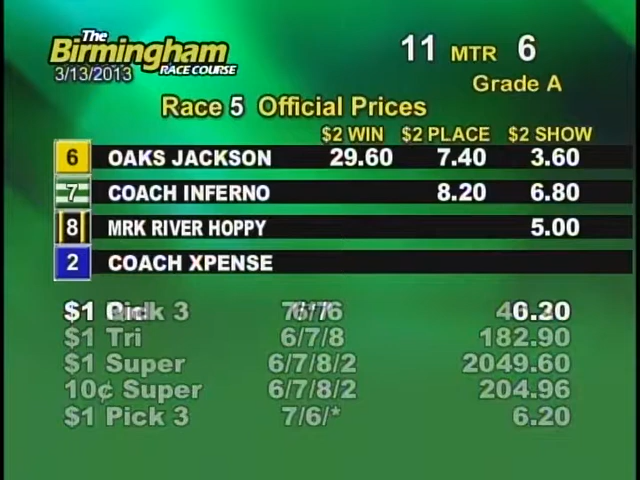 The
Birmingham
RACE COURSE
3/13/2013
11 MTR 6
Grade A
Race 5 Official Prices
$2 WIN $2 PLACE $2 SHOW
6 OAKS JACKSON 29.60 7.40 3.60
7 COACH INFERNO 8.20 6.80
8 MRK RIVER HOPPY 5.00
2 COACH XPENSE
$1
$1 Tri 6/7/8 182.90
$1 Super 6/7/8/2 2049.60
10¢ Super 6/7/8/2 204.96
$1 Pick 3 7/6/* 6.20